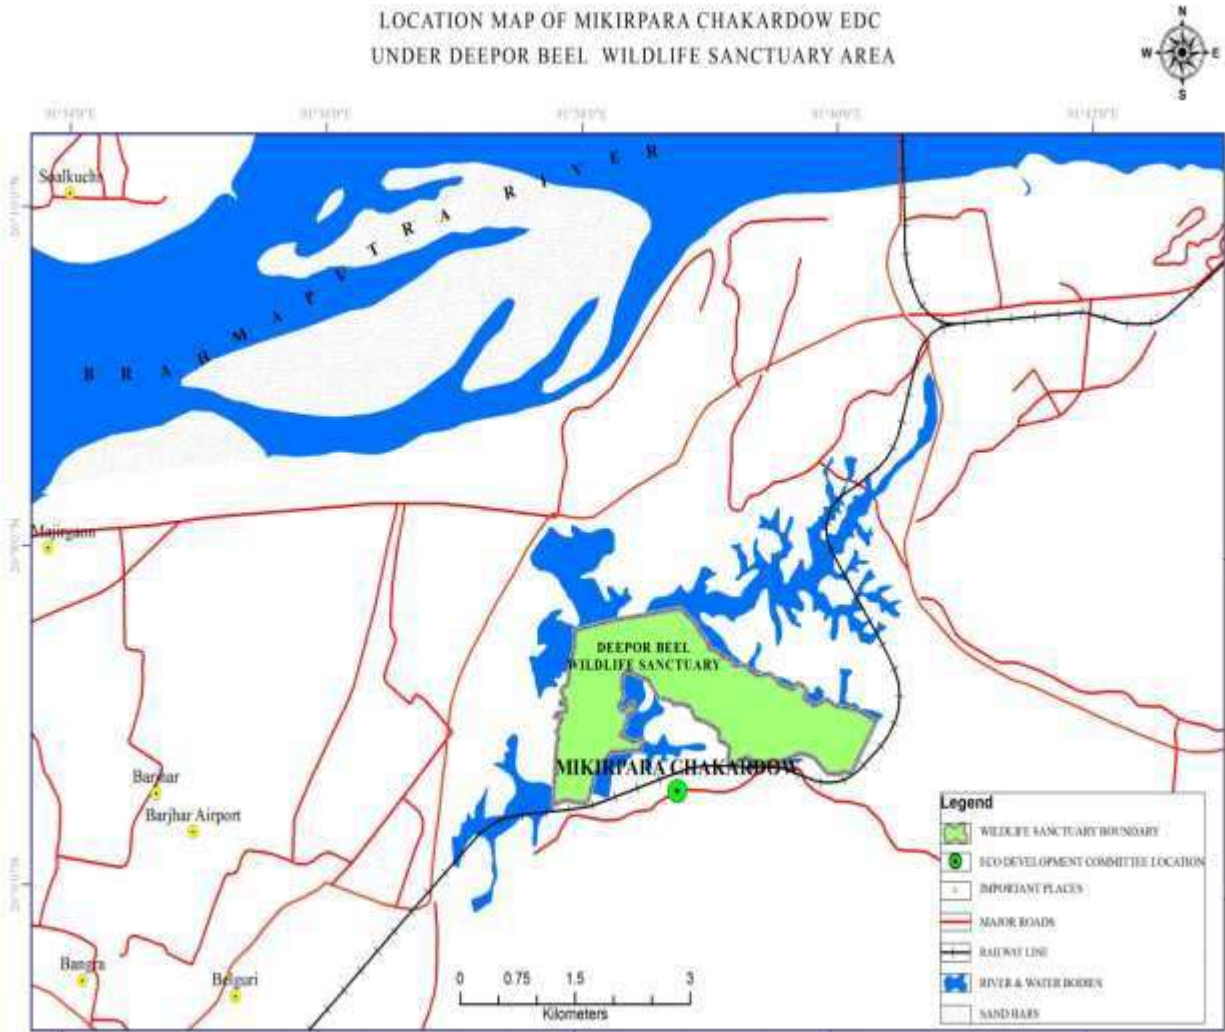 LOCATION MAP OF MIKIRPARA CHAKARDOW EDC
UNDER DEEPOR BEEL WILDLIFE SANCTUARY AREA
N
W E
S
Soalkuchi
BRAHMAPUTRA RIVER
Majirgaon
DEEPOR BEEL
WILDLIFE SANCTUARY
MIKIRPARA CHAKARDOW
Barjhar
Barjhar Airport
Bangra
Belguri
0 0.75 1.5 3
Kilometers
Legend
WILDLIFE SANCTUARY BOUNDARY
ECO DEVELOPMENT COMMITTEE LOCATION
IMPORTANT PLACES
MAJOR ROADS
RAILWAY LINE
RIVER & WATER BODIES
SAND BARS